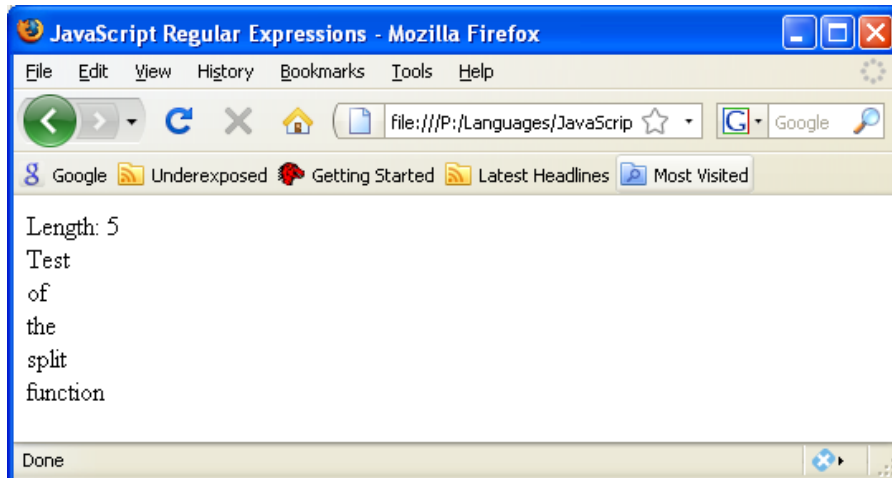 JavaScript Regular Expressions - Mozilla Firefox
File Edit View History Bookmarks Tools Help
file:///P:/Languages/JavaScrip G Google
8 Google Underexposed Getting Started Latest Headlines Most Visited
Length: 5
Test
of
the
split
function
Done